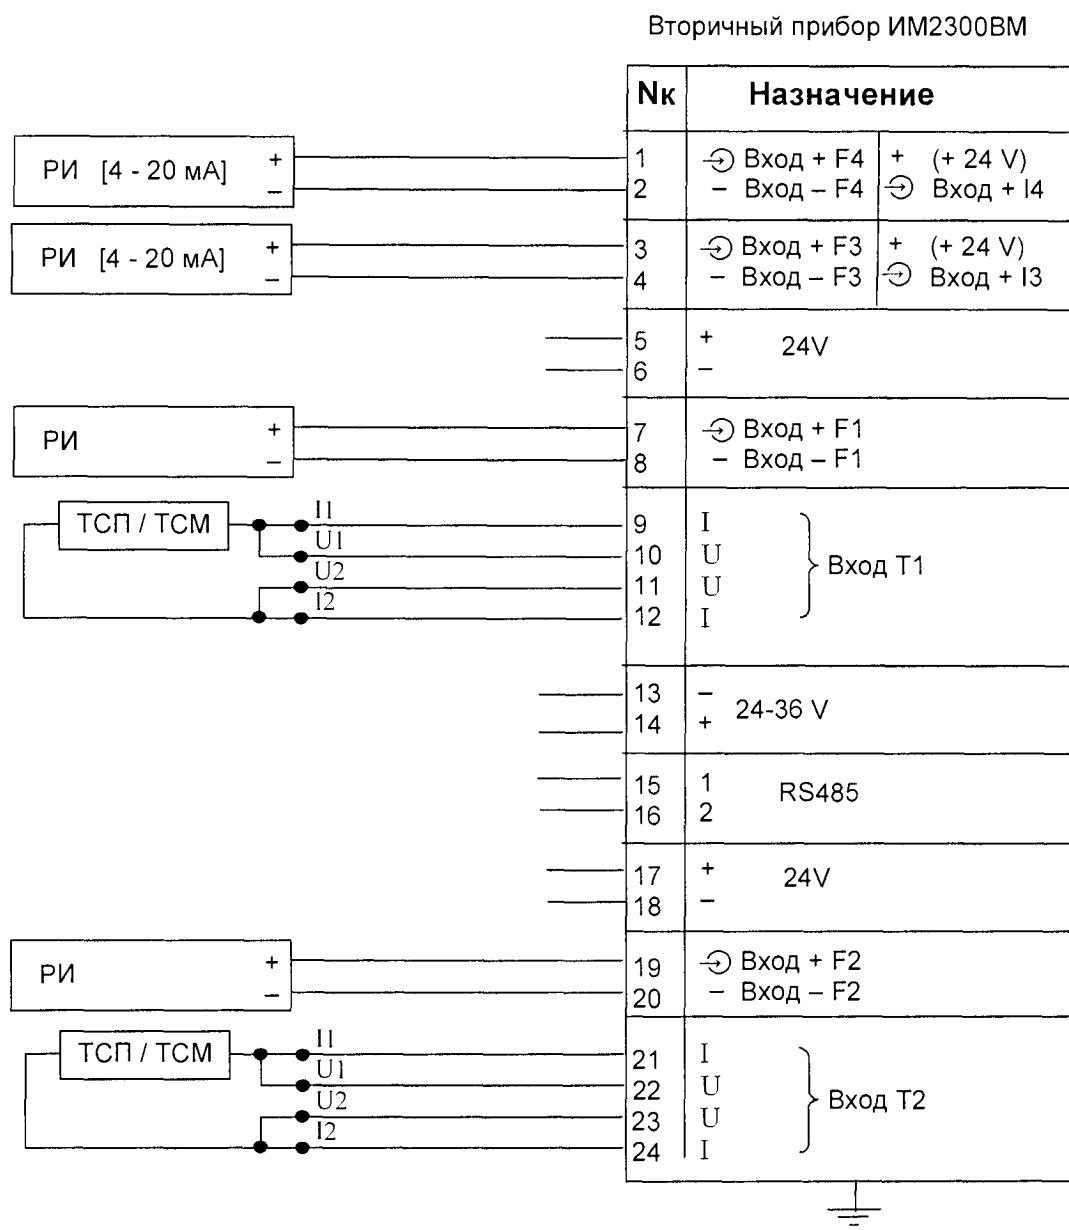 Вторичный прибор ИМ2300ВМ
Nк Назначение
РИ [4 - 20 мА] + 1 Вход + F4 + (+ 24 V)
– 2 – Вход – F4 Вход + I4
РИ [4 - 20 мА] + 3 Вход + F3 + (+ 24 V)
– 4 – Вход – F3 Вход + I3
5 + 24V
6 –
РИ + 7 Вход + F1
– 8 – Вход – F1
ТСП / ТСМ I1 9 I
U1 10 U Вход T1
U2 11 U
I2 12 I
13 – 24-36 V
14 +
15 1 RS485
16 2
17 + 24V
18 –
РИ + 19 Вход + F2
– 20 – Вход – F2
ТСП / ТСМ I1 21 I
U1 22 U Вход T2
U2 23 U
I2 24 I